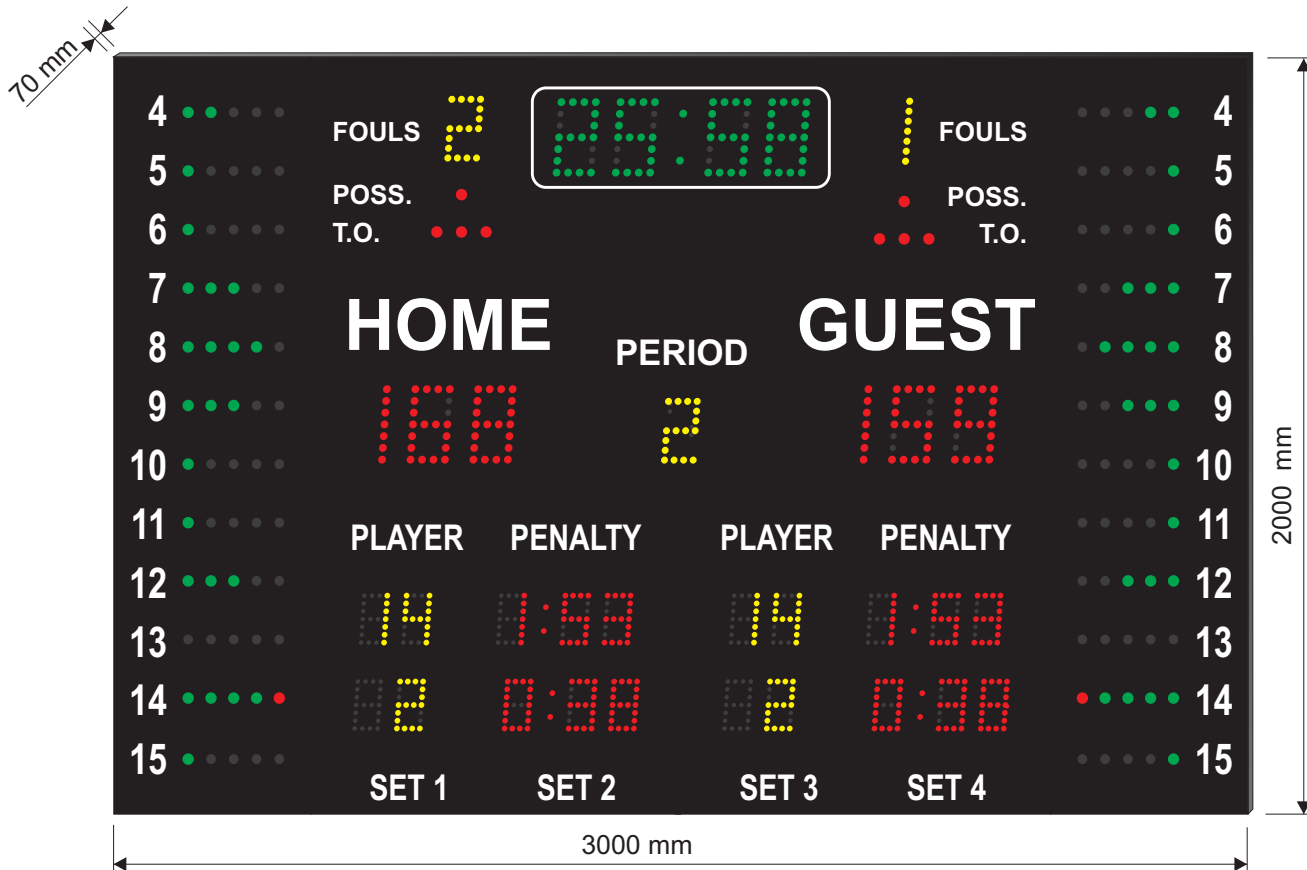 70 mm
4 FOULS 2 25:58 1 FOULS 4
5 5
POSS. POSS.
6 T.O. T.O. 6
7 7
HOME GUEST
8 PERIOD 8
9 168 2 159 9
10 10
11 11
PLAYER PENALTY PLAYER PENALTY
12 12
14 1:53 14 1:53
13 13
14 2 0:38 2 0:38 14
15 15
SET 1 SET 2 SET 3 SET 4
2000 mm
3000 mm